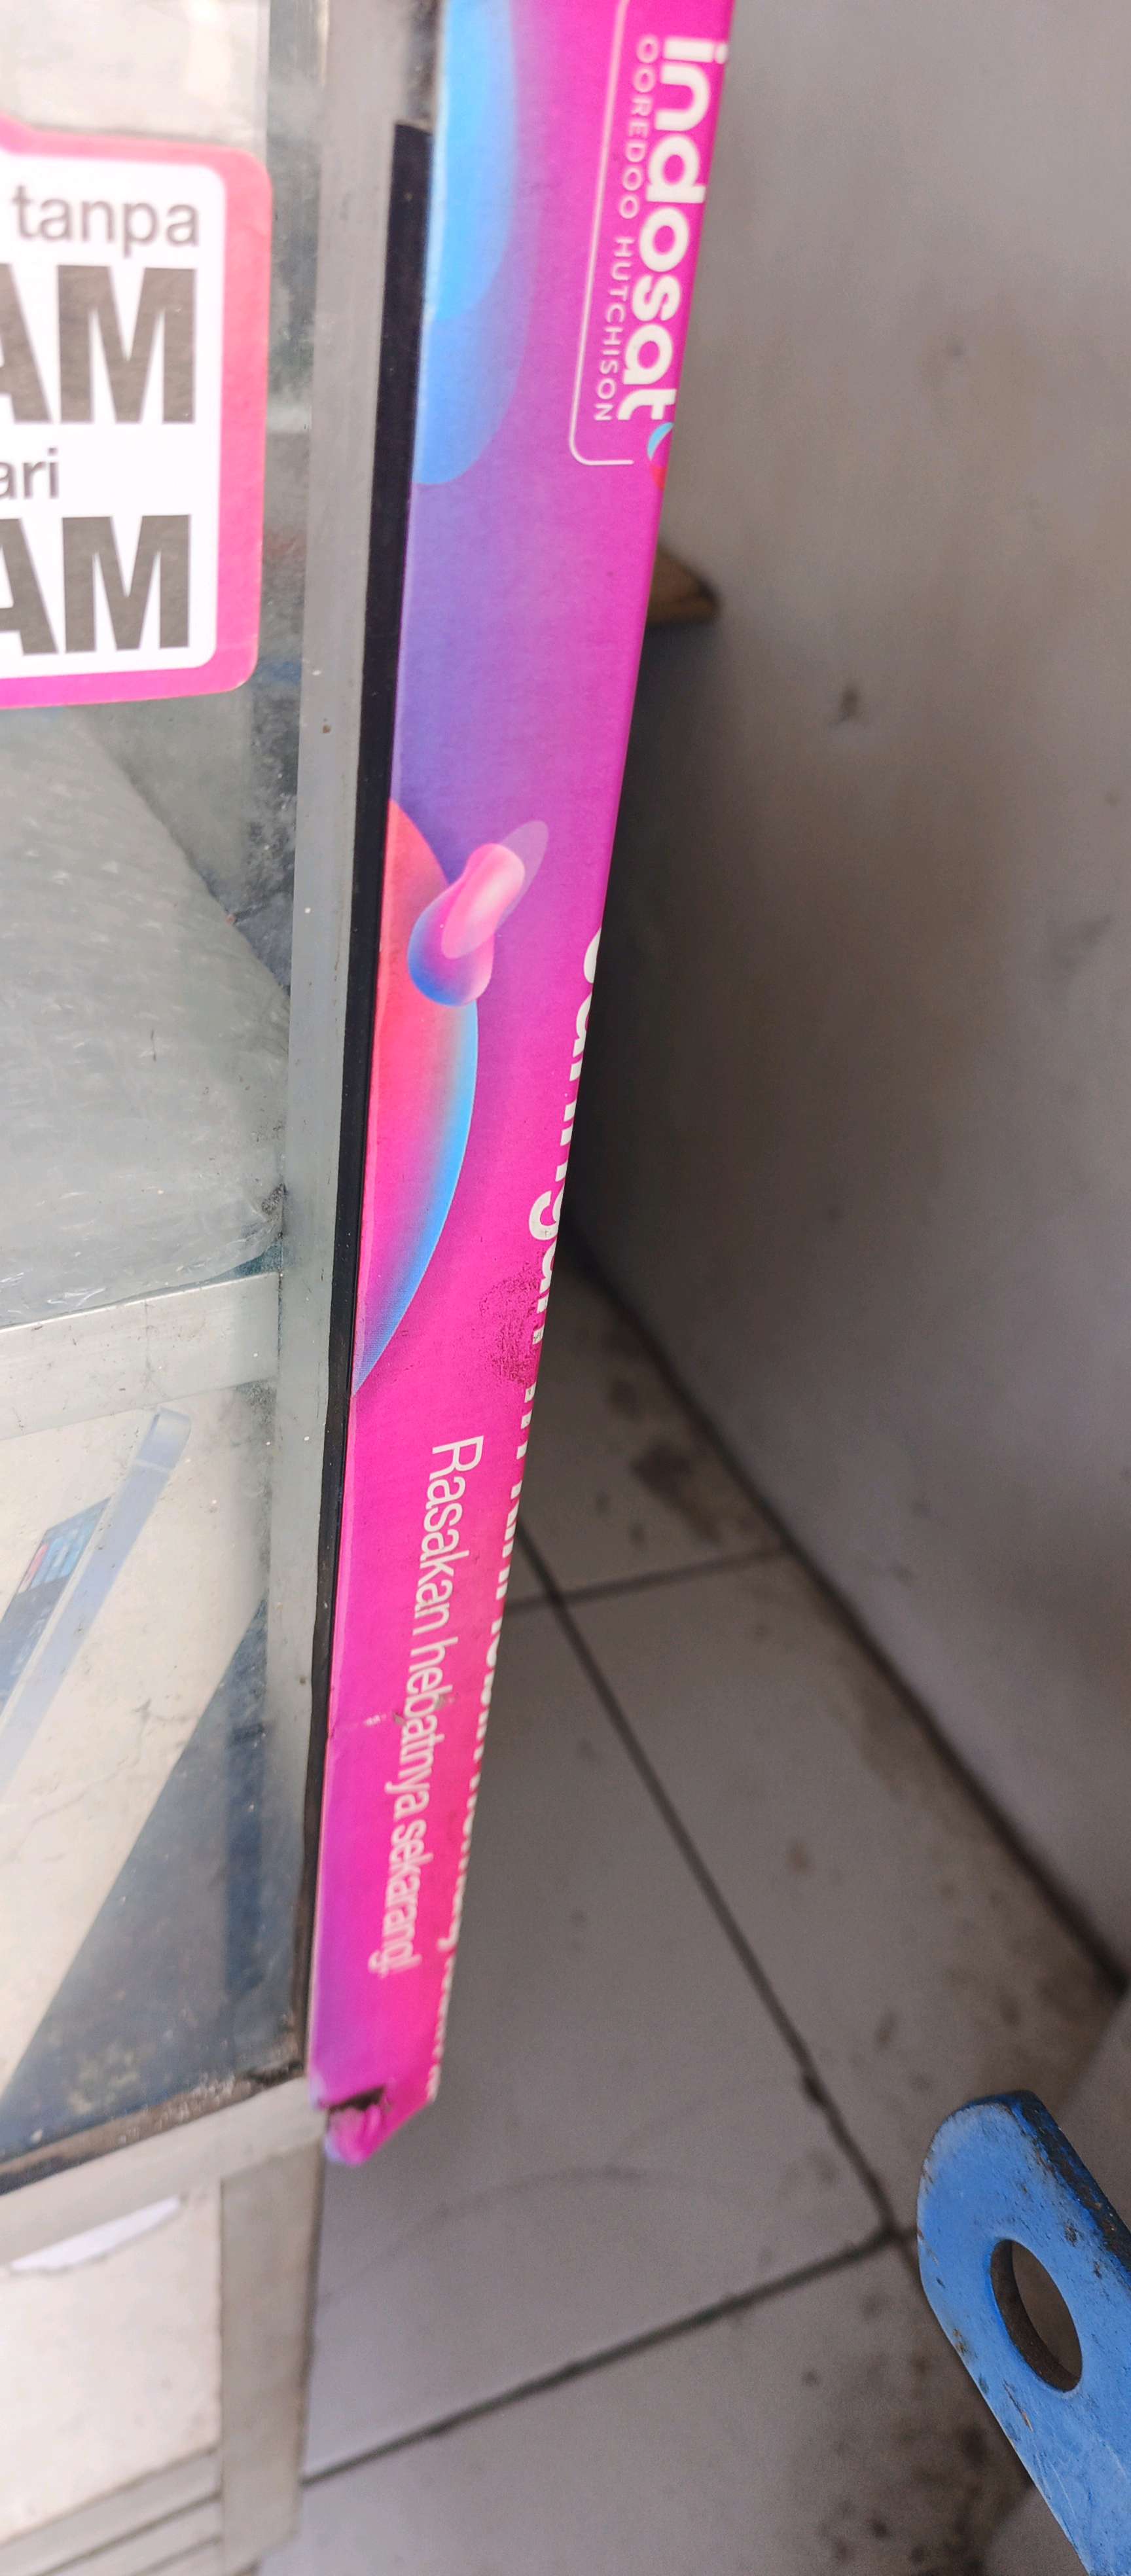 tanpa
AM
ari
AM
indosat
OOREDOO HUTCHISON
Rasakan hebatnya sekarang!